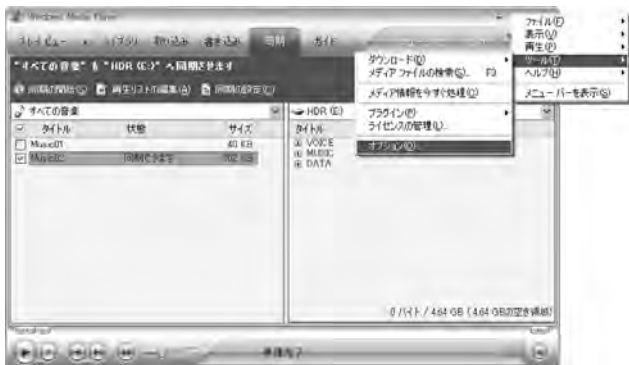 Windows Media Player
ライブラリ 取り込み 書き込み 同期 ガイド
ファイル(F)
表示(V)
再生(P)
ツール(T)
ヘルプ(H)
メニュー バーを表示(S)
ダウンロード(D)
メディア ファイルの検索(S)... F3
メディア情報を今すぐ処理(C)
プラグイン(P)
ライセンスの管理(L)...
オプション(O)...
"すべての音楽" を "HDR (E:)" へ同期させます
同期の開始(S) 再生リストの編集(A) 同期の設定(C)
すべての音楽
HDR (E:)
タイトル 状態 サイズ
タイトル
Music01 40 KB
Music02 同期できます 702 KB
VOICE
MUSIC
DATA
0 バイト / 4.64 GB (4.64 GBの空き領域)
準備完了